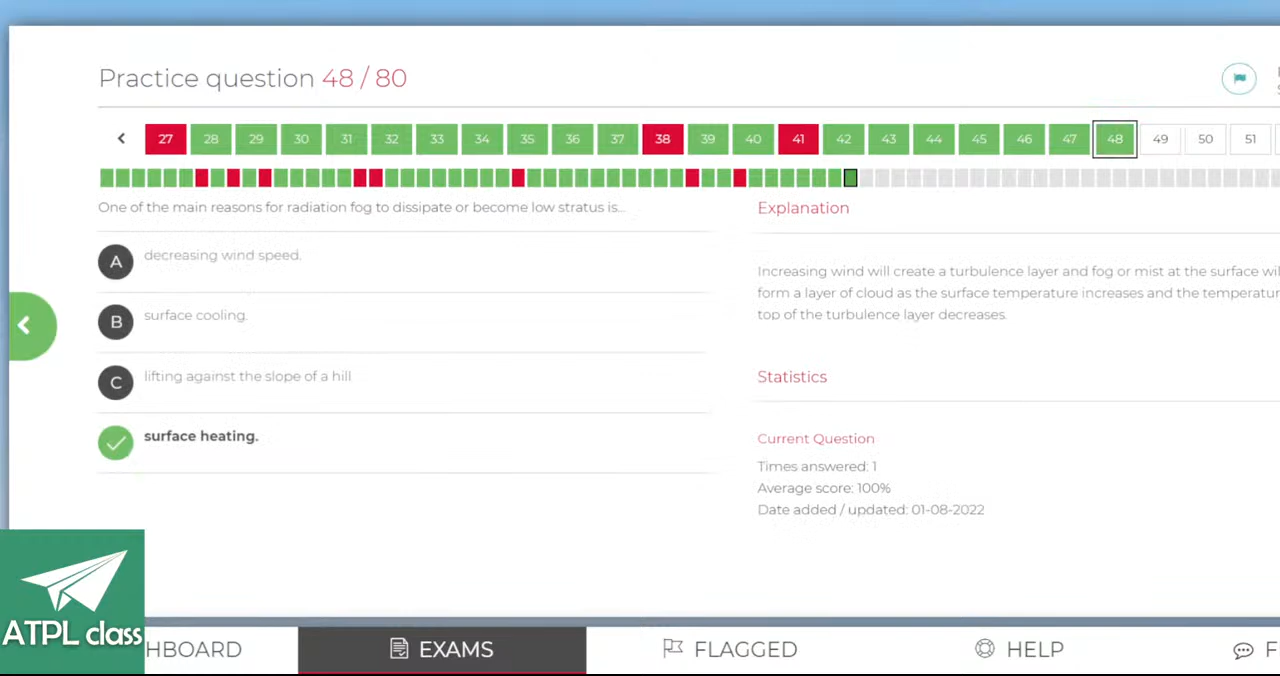 Practice question 48 / 80
27 28 29 30 31 32 33 34 35 36 37 38 39 40 41 42 43 44 45 46 47 48 49 50 51
One of the main reasons for radiation fog to dissipate or become low stratus is...
A decreasing wind speed.
B surface cooling.
C lifting against the slope of a hill
surface heating.
Explanation
Increasing wind will create a turbulence layer and fog or mist at the surface wil
form a layer of cloud as the surface temperature increases and the temperatur
top of the turbulence layer decreases.
Statistics
Current Question
Times answered: 1
Average score: 100%
Date added / updated: 01-08-2022
ATPL class
HBOARD
EXAMS
FLAGGED
HELP
F